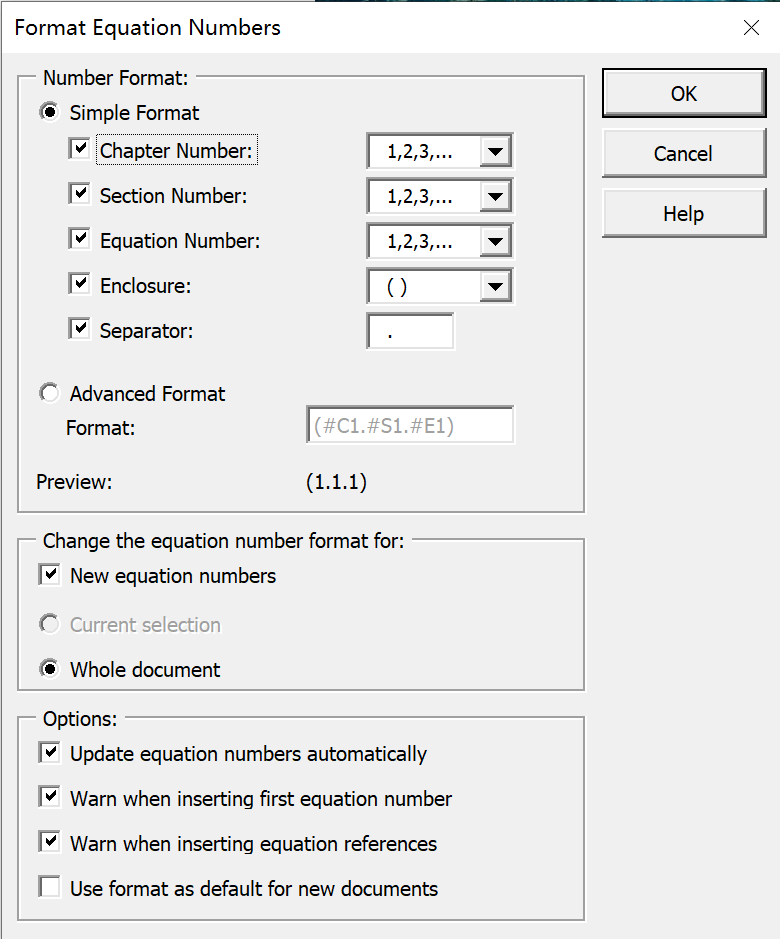 Format Equation Numbers
Number Format:
OK
Simple Format
Chapter Number: 1,2,3,...
Cancel
Section Number: 1,2,3,...
Help
Equation Number: 1,2,3,...
Enclosure: ( )
Separator: .
Advanced Format
Format: (#C1.#S1.#E1)
Preview: (1.1.1)
Change the equation number format for:
New equation numbers
Current selection
Whole document
Options:
Update equation numbers automatically
Warn when inserting first equation number
Warn when inserting equation references
Use format as default for new documents